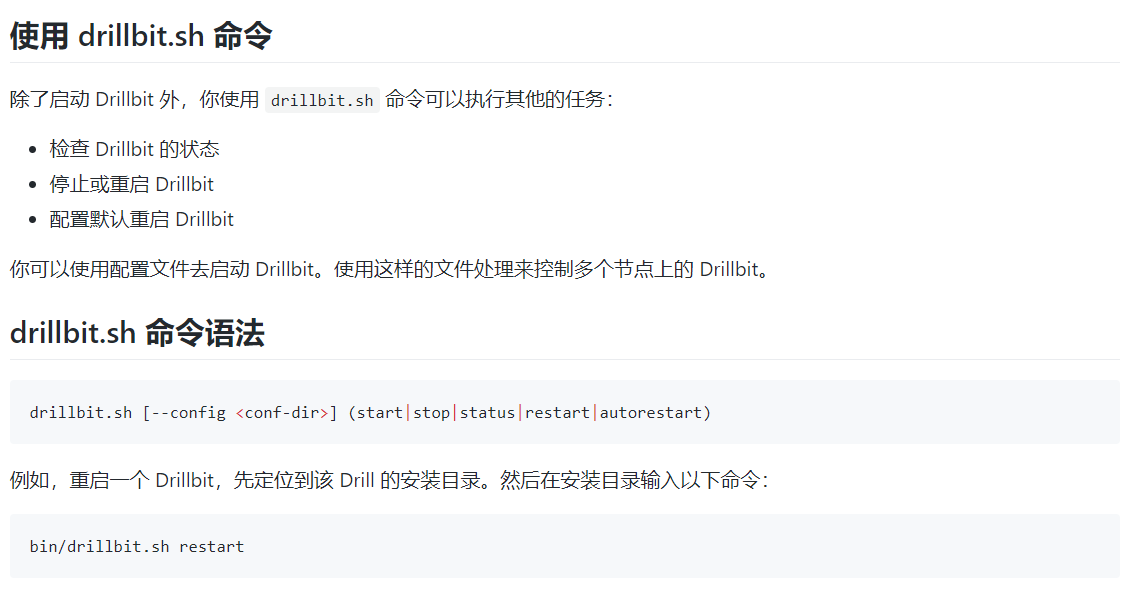 使用 drillbit.sh 命令
除了启动 Drillbit 外，你使用 drillbit.sh 命令可以执行其他的任务：
检查 Drillbit 的状态
停止或重启 Drillbit
配置默认重启 Drillbit
你可以使用配置文件去启动 Drillbit。使用这样的文件处理来控制多个节点上的 Drillbit。
drillbit.sh 命令语法
drillbit.sh [--config <conf-dir>] (start|stop|status|restart|autorestart)
例如，重启一个 Drillbit，先定位到该 Drill 的安装目录。然后在安装目录输入以下命令：
bin/drillbit.sh restart